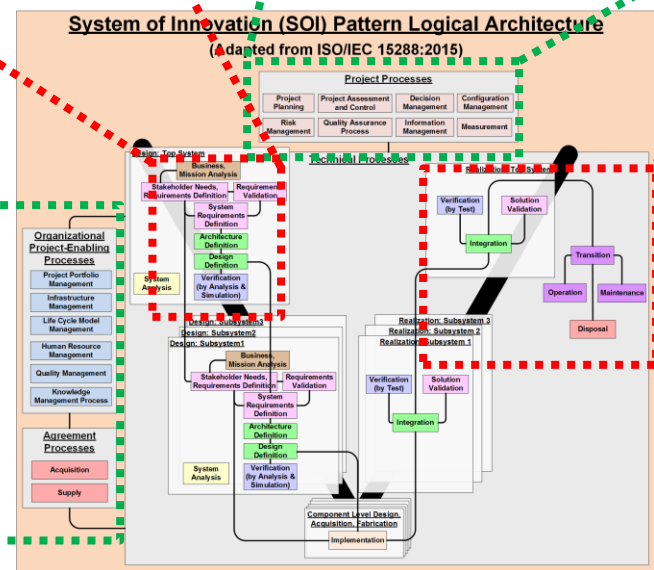 System of Innovation (SOI) Pattern Logical Architecture
(Adapted from ISO/IEC 15288:2015)
Project Processes
Project
Planning
Project Assessment
and Control
Decision
Management
Configuration
Management
Risk
Management
Quality Assurance
Process
Information
Management
Measurement
Technical Processes
Design: Top System
Business,
Mission Analysis
Stakeholder Needs,
Requirements Definition
Requirements
Validation
System
Requirements
Definition
Architecture
Definition
Design
Definition
Verification
(by Analysis &
Simulation)
System
Analysis
Realization: Top System
Verification
(by Test)
Solution
Validation
Integration
Transition
Operation
Maintenance
Disposal
Organizational
Project-Enabling
Processes
Project Portfolio
Management
Infrastructure
Management
Life Cycle Model
Management
Human Resource
Management
Quality Management
Knowledge
Management Process
Agreement
Processes
Acquisition
Supply
Design: Subsystem3
Design: Subsystem2
Design: Subsystem1
Business,
Mission Analysis
Stakeholder Needs,
Requirements Definition
Requirements
Validation
System
Requirements
Definition
Architecture
Definition
Design
Definition
Verification
(by Analysis &
Simulation)
System
Analysis
Realization: Subsystem 3
Realization: Subsystem 2
Realization: Subsystem 1
Verification
(by Test)
Solution
Validation
Integration
Component Level Design,
Acquisition, Fabrication
Implementation